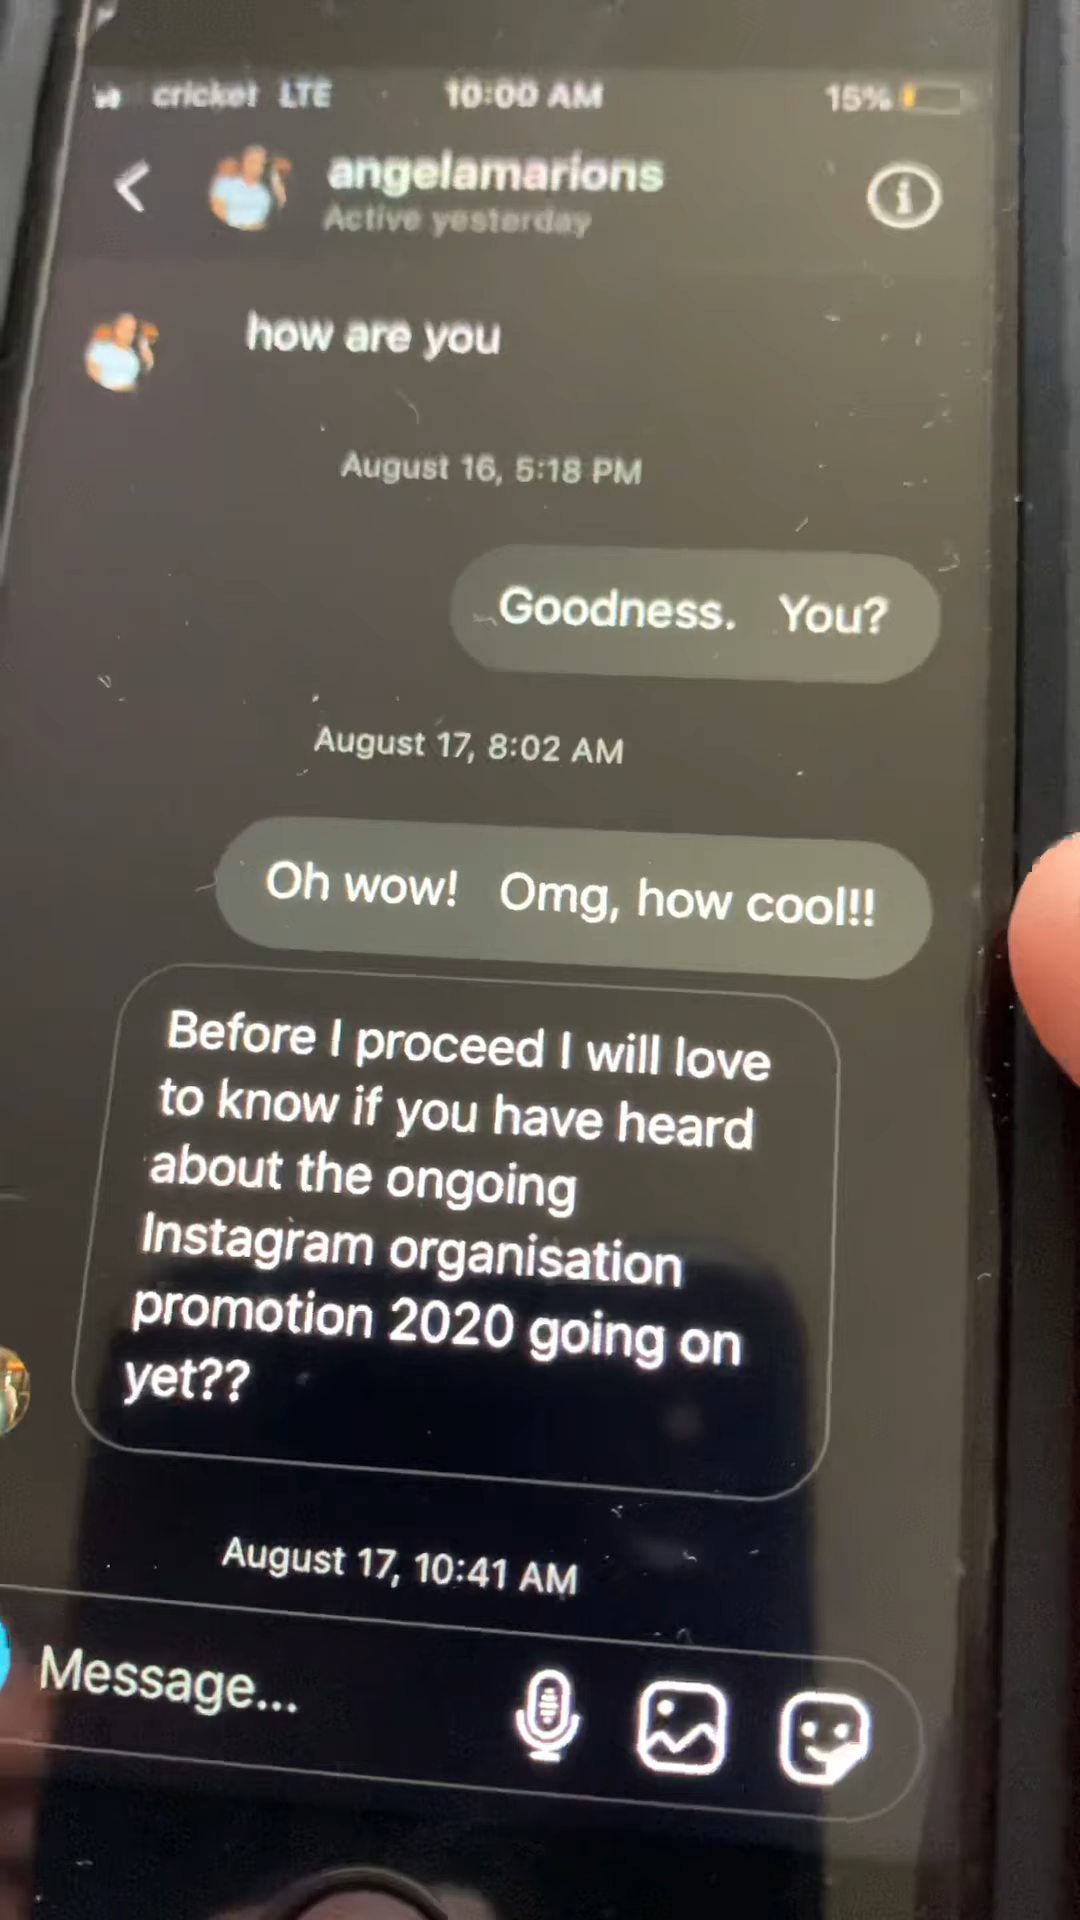 cricket LTE 10:00 AM 15%
angelamarions
Active yesterday
how are you
August 16, 5:18 PM
Goodness. You?
August 17, 8:02 AM
Oh wow! Omg, how cool!!
Before I proceed I will love
to know if you have heard
about the ongoing
Instagram organisation
promotion 2020 going on
yet??
August 17, 10:41 AM
Message...